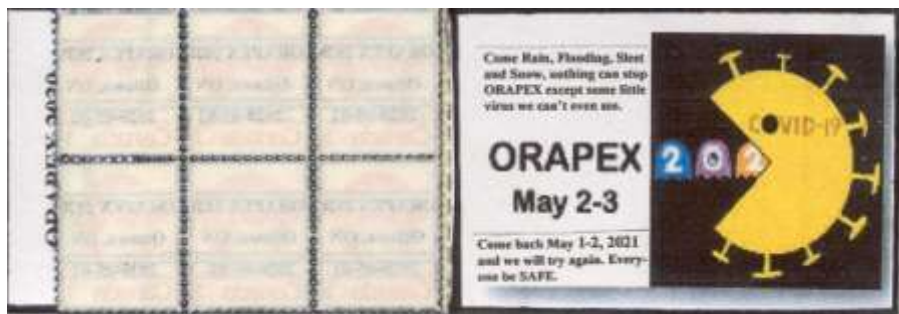 ORAPEX 2020
Come Rain, Flooding, Sleet
and Snow, nothing can stop
ORAPEX except some little
virus we can't even see.
ORAPEX
May 2-3
Come back May 1-2, 2021
and we will try again. Every-
one be SAFE.
202
COVID-19